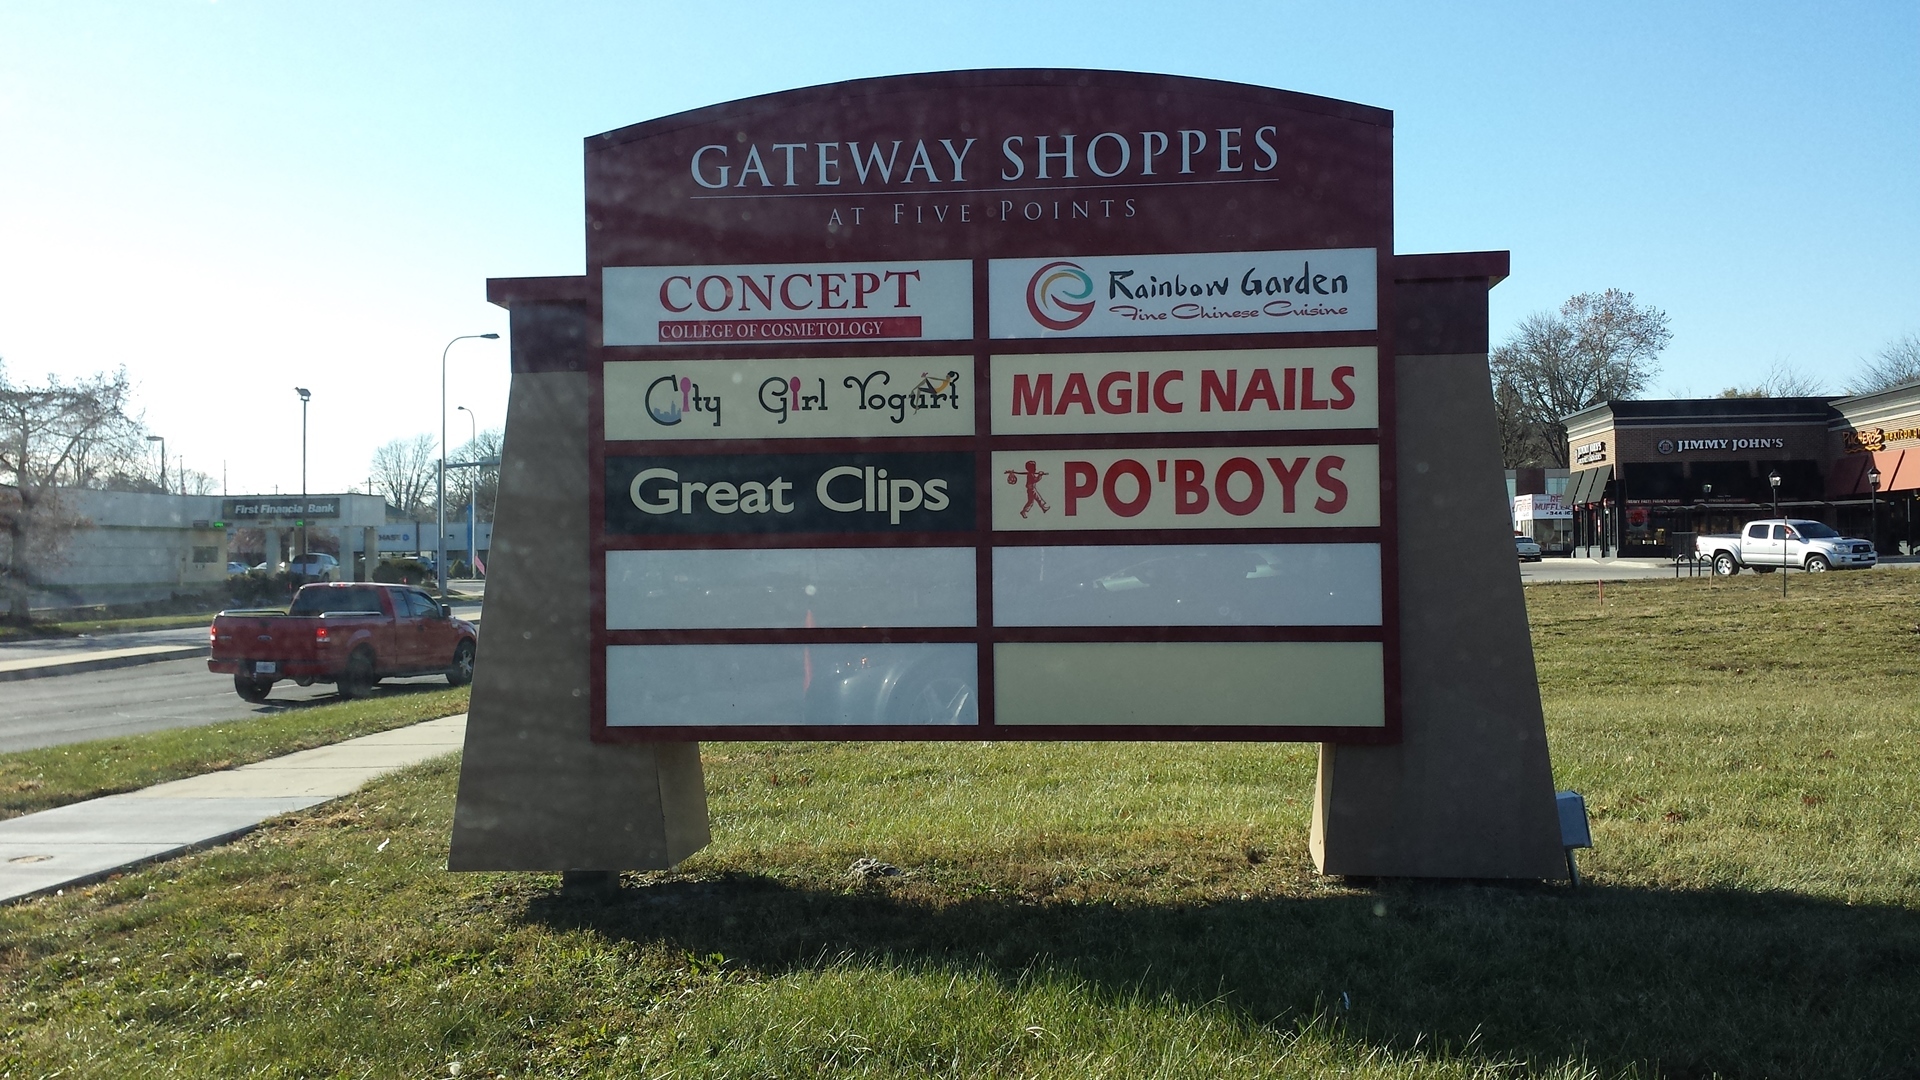 GATEWAY SHOPPES
AT FIVE POINTS
CONCEPT
COLLEGE OF COSMETOLOGY
Rainbow Garden
Fine Chinese Cuisine
City Girl Yogurt
MAGIC NAILS
Great Clips
PO'BOYS
First Financial Bank
JIMMY JOHN'S
MUFFLER